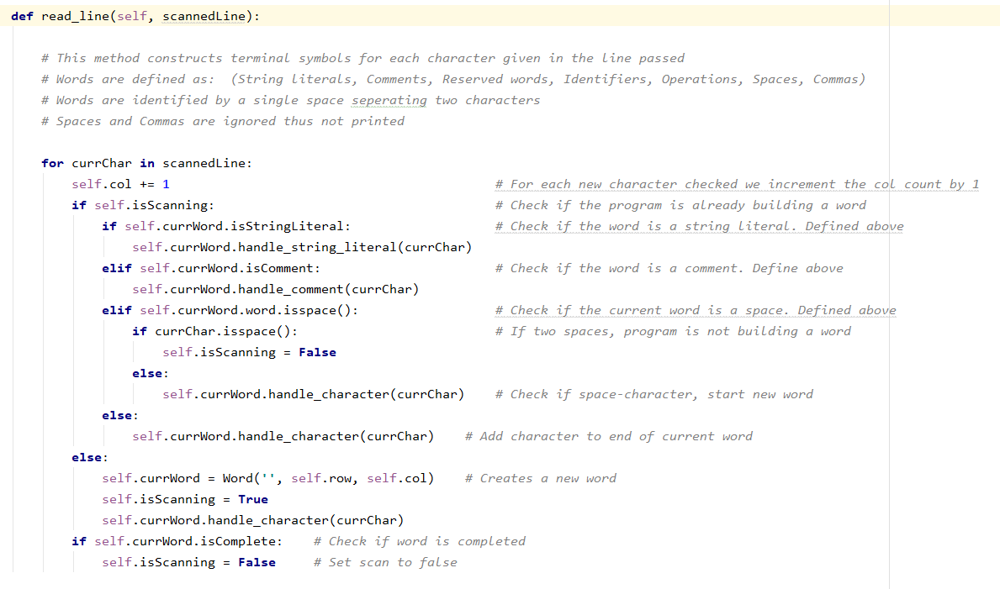 def read_line(self, scannedLine):
# This method constructs terminal symbols for each character given in the line passed
# Words are defined as:  (String literals, Comments, Reserved words, Identifiers, Operations, Spaces, Commas)
# Words are identified by a single space seperating two characters
# Spaces and Commas are ignored thus not printed
for currChar in scannedLine:
self.col += 1 # For each new character checked we increment the col count by 1
if self.isScanning: # Check if the program is already building a word
if self.currWord.isStringLiteral: # Check if the word is a string literal. Defined above
self.currWord.handle_string_literal(currChar)
elif self.currWord.isComment: # Check if the word is a comment. Define above
self.currWord.handle_comment(currChar)
elif self.currWord.word.isspace(): # Check if the current word is a space. Defined above
if currChar.isspace(): # If two spaces, program is not building a word
self.isScanning = False
else:
self.currWord.handle_character(currChar) # Check if space-character, start new word
else:
self.currWord.handle_character(currChar) # Add character to end of current word
else:
self.currWord = Word('', self.row, self.col) # Creates a new word
self.isScanning = True
self.currWord.handle_character(currChar)
if self.currWord.isComplete: # Check if word is completed
self.isScanning = False # Set scan to false